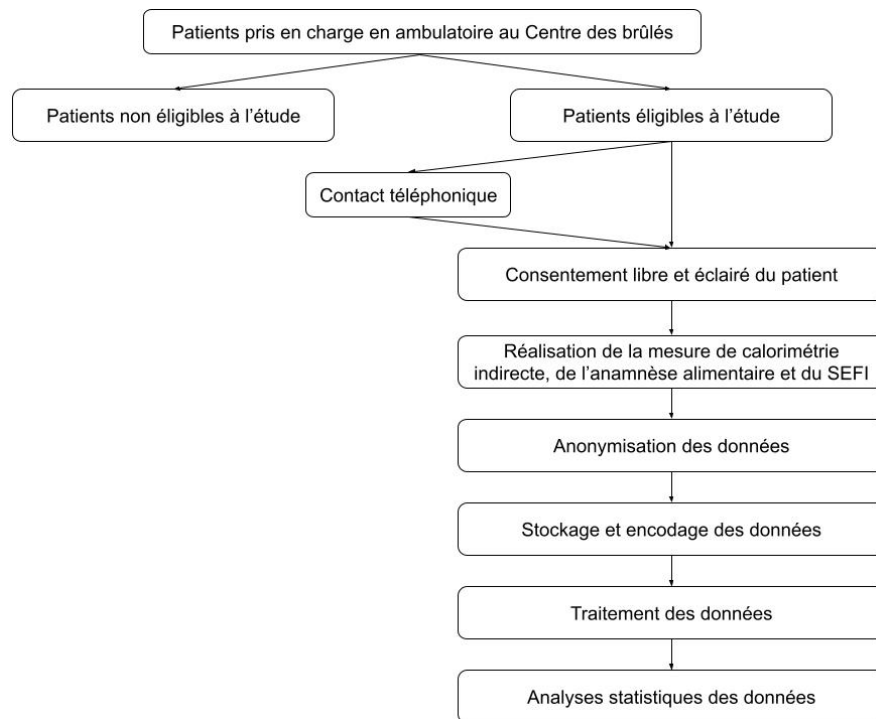 Patients pris en charge en ambulatoire au Centre des brûlés
Patients non éligibles à l’étude
Patients éligibles à l’étude
Contact téléphonique
Consentement libre et éclairé du patient
Réalisation de la mesure de calorimétrie
indirecte, de l’anamnèse alimentaire et du SEFI
Anonymisation des données
Stockage et encodage des données
Traitement des données
Analyses statistiques des données